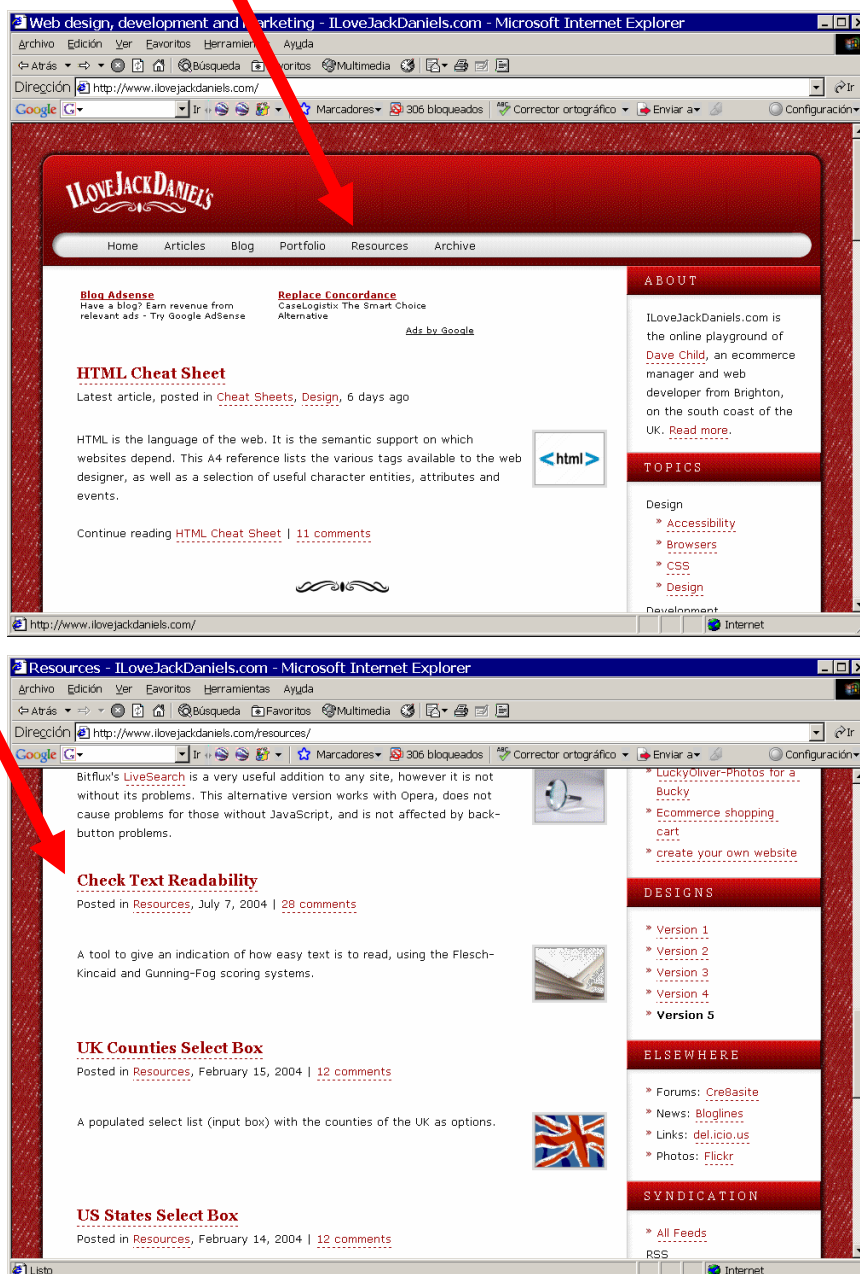 Web design, development and marketing - ILoveJackDaniels.com - Microsoft Internet Explorer
Archivo Edición Ver Favoritos Ayuda
Atrás Búsqueda Multimedia
Dirección http://www.ilovejackdaniels.com/ Ir
Google G Ir Marcadores 306 bloqueados Corrector ortográfico Enviar a Configuración
ILOVEJACKDANIEL'S
Home Articles Blog Portfolio Resources Archive
Blog Adsense
Have a blog? Earn revenue from
relevant ads - Try Google AdSense
Replace Concordance
CaseLogistix The Smart Choice
Alternative
Ads by Google
HTML Cheat Sheet
Latest article, posted in Cheat Sheets, Design, 6 days ago
HTML is the language of the web. It is the semantic support on which
websites depend. This A4 reference lists the various tags available to the web
designer, as well as a selection of useful character entities, attributes and
events.
<html>
Continue reading HTML Cheat Sheet | 11 comments
ABOUT
ILoveJackDaniels.com is
the online playground of
Dave Child, an ecommerce
manager and web
developer from Brighton,
on the south coast of the
UK. Read more.
TOPICS
Design
» Accessibility
» Browsers
» CSS
» Design
Development
http://www.ilovejackdaniels.com/ Internet
Resources - ILoveJackDaniels.com - Microsoft Internet Explorer
Archivo Edición Ver Favoritos Herramientas Ayuda
Atrás Búsqueda Favoritos Multimedia
Dirección http://www.ilovejackdaniels.com/resources/ Ir
Google G Ir Marcadores 306 bloqueados Corrector ortográfico Enviar a Configuración
Bitflux's LiveSearch is a very useful addition to any site, however it is not
without its problems. This alternative version works with Opera, does not
cause problems for those without JavaScript, and is not affected by back-
button problems.
Check Text Readability
Posted in Resources, July 7, 2004 | 28 comments
A tool to give an indication of how easy text is to read, using the Flesch-
Kincaid and Gunning-Fog scoring systems.
UK Counties Select Box
Posted in Resources, February 15, 2004 | 12 comments
A populated select list (input box) with the counties of the UK as options.
US States Select Box
Posted in Resources, February 14, 2004 | 12 comments
» LuckyOliver-Photos for a
Bucky
» Ecommerce shopping
cart
» create your own website
DESIGNS
» Version 1
» Version 2
» Version 3
» Version 4
» Version 5
ELSEWHERE
» Forums: Cre8asite
» News: Bloglines
» Links: del.icio.us
» Photos: Flickr
SYNDICATION
» All Feeds
RSS
Listo Internet